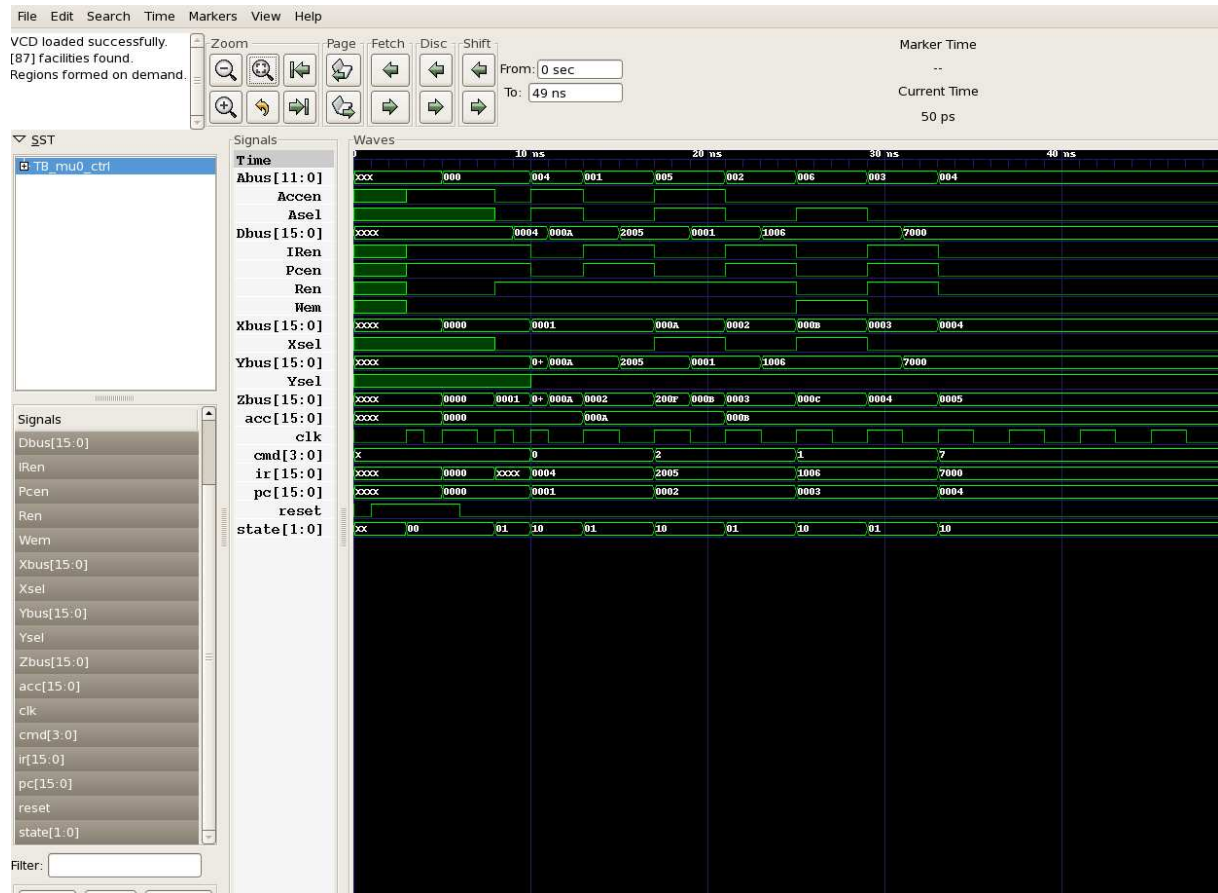 File Edit Search Time Markers View Help
VCD loaded successfully.
[87] facilities found.
Regions formed on demand.
Zoom Page Fetch Disc Shift
From: 0 sec
To: 49 ns
Marker Time
--
Current Time
50 ps
SST
TB_mu0_ctrl
Signals
Dbus[15:0]
IRen
Pcen
Ren
Wem
Xbus[15:0]
Xsel
Ybus[15:0]
Ysel
Zbus[15:0]
acc[15:0]
clk
cmd[3:0]
ir[15:0]
pc[15:0]
reset
state[1:0]
Filter:
Signals Waves
Time 0 10 ns 20 ns 30 ns 40 ns
Abus[11:0] xxx 000 004 001 005 002 006 003 004
Accen
Asel
Dbus[15:0] xxxx 0004 000A 2005 0001 1006 7000
IRen
Pcen
Ren
Wem
Xbus[15:0] xxxx 0000 0001 000A 0002 000B 0003 0004
Xsel
Ybus[15:0] xxxx 0+ 000A 2005 0001 1006 7000
Ysel
Zbus[15:0] xxxx 0000 0001 0+ 000A 0002 200F 000B 0003 000C 0004 0005
acc[15:0] xxxx 0000 000A 000B
clk
cmd[3:0] x 0 2 1 7
ir[15:0] xxxx 0000 xxxx 0004 2005 1006 7000
pc[15:0] xxxx 0000 0001 0002 0003 0004
reset
state[1:0] xx 00 01 10 01 10 01 10 01 10